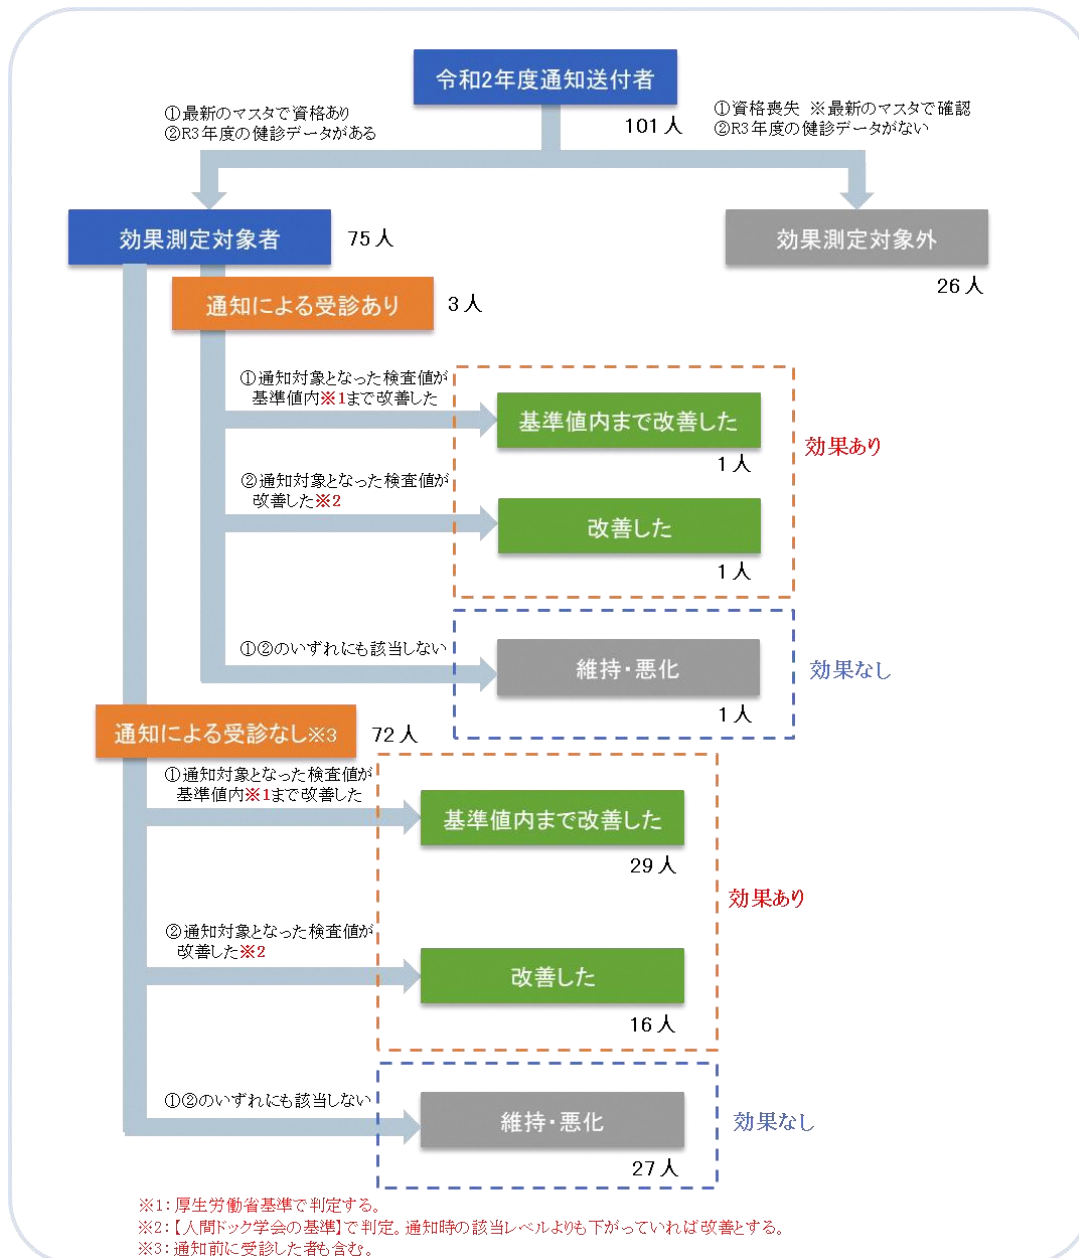 令和2年度通知送付者
101人
①最新のマスタで資格あり
②R3年度の健診データがある
①資格喪失 ※最新のマスタで確認
②R3年度の健診データがない
効果測定対象者
75人
効果測定対象外
26人
通知による受診あり
3人
①通知対象となった検査値が
基準値内※1まで改善した
基準値内まで改善した
1人
効果あり
②通知対象となった検査値が
改善した※2
改善した
1人
①②のいずれにも該当しない
維持・悪化
1人
効果なし
通知による受診なし※3
72人
①通知対象となった検査値が
基準値内※1まで改善した
基準値内まで改善した
29人
効果あり
②通知対象となった検査値が
改善した※2
改善した
16人
①②のいずれにも該当しない
維持・悪化
27人
効果なし
※1：厚生労働省基準で判定する。
※2：【人間ドック学会の基準】で判定。通知時の該当レベルよりも下がっていれば改善とする。
※3：通知前に受診した者も含む。